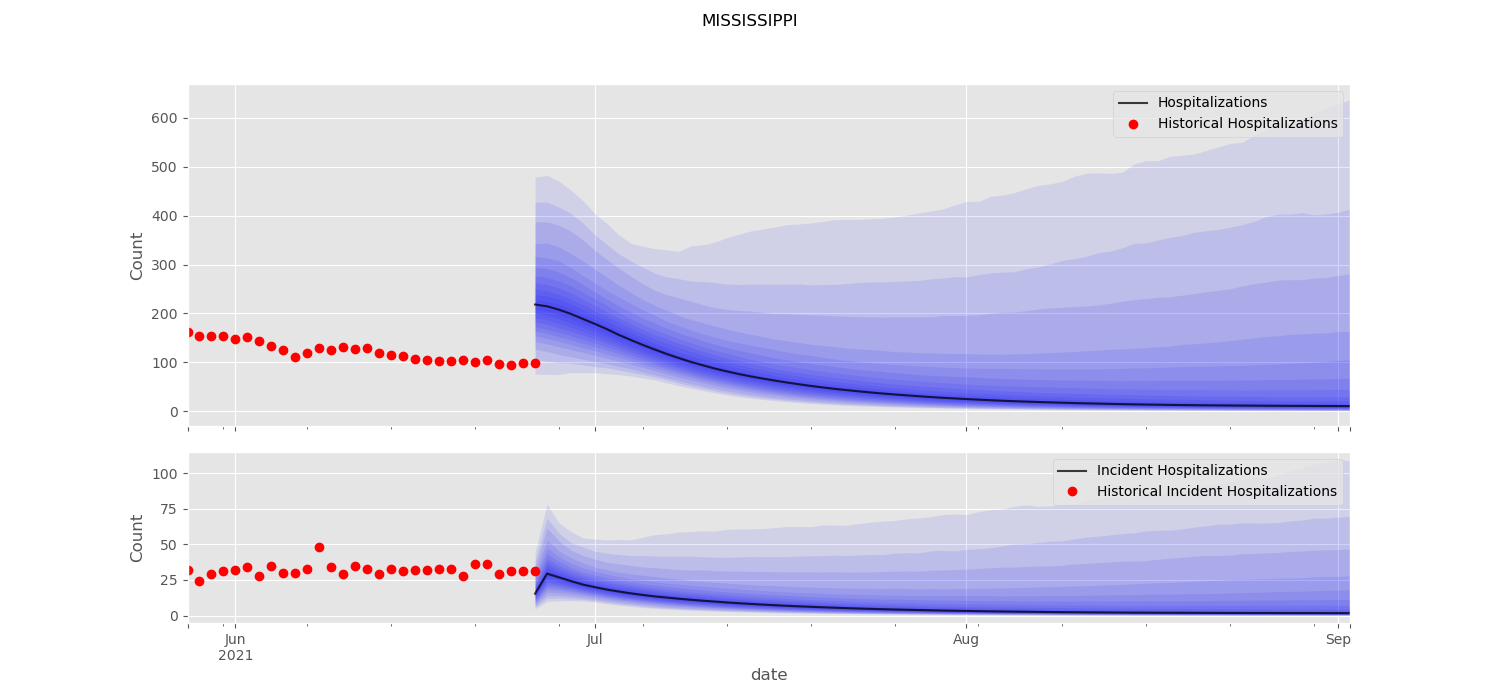 MISSISSIPPI
Hospitalizations
Historical Hospitalizations
600
500
400
300
200
100
0
Count
Incident Hospitalizations
Historical Incident Hospitalizations
100
75
50
25
0
Count
Jun
2021
Jul
Aug
Sep
date